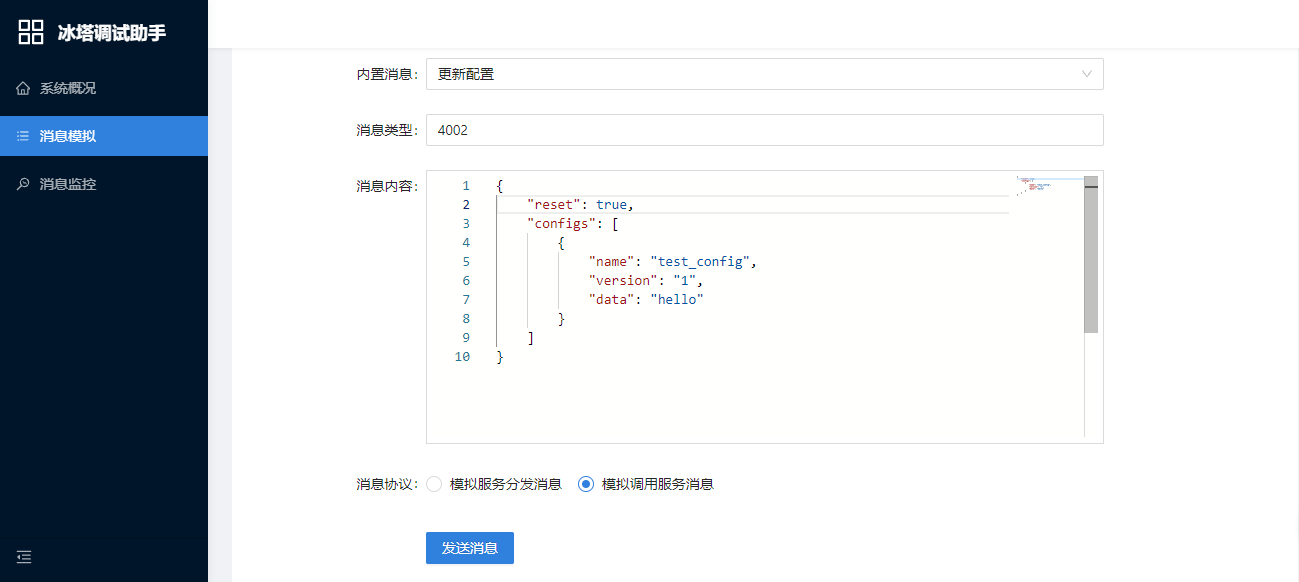 冰塔调试助手
系统概况
消息模拟
消息监控
内置消息: 更新配置
消息类型: 4002
消息内容:
1 {
2 "reset": true,
3 "configs": [
4 {
5 "name": "test_config",
6 "version": "1",
7 "data": "hello"
8 }
9 ]
10 }
消息协议: 模拟服务分发消息 模拟调用服务消息
发送消息